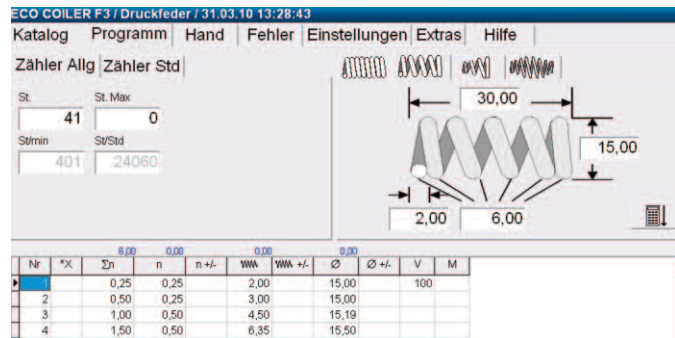 ECO COILER F3 / Druckfeder / 31.03.10 13:28:43
Katalog Programm Hand Fehler Einstellungen Extras Hilfe
Zähler Allg Zähler Std
St. St. Max
41 0
St/min St/Std
401 24060
30,00
15,00
2,00 6,00
6,00 0,00 0,00 0,00
Nr *X Σn n n +/- +/- Ø Ø +/- V M
1 0,25 0,25 2,00 15,00 100
2 0,50 0,25 3,00 15,00
3 1,00 0,50 4,50 15,19
4 1,50 0,50 6,35 15,50